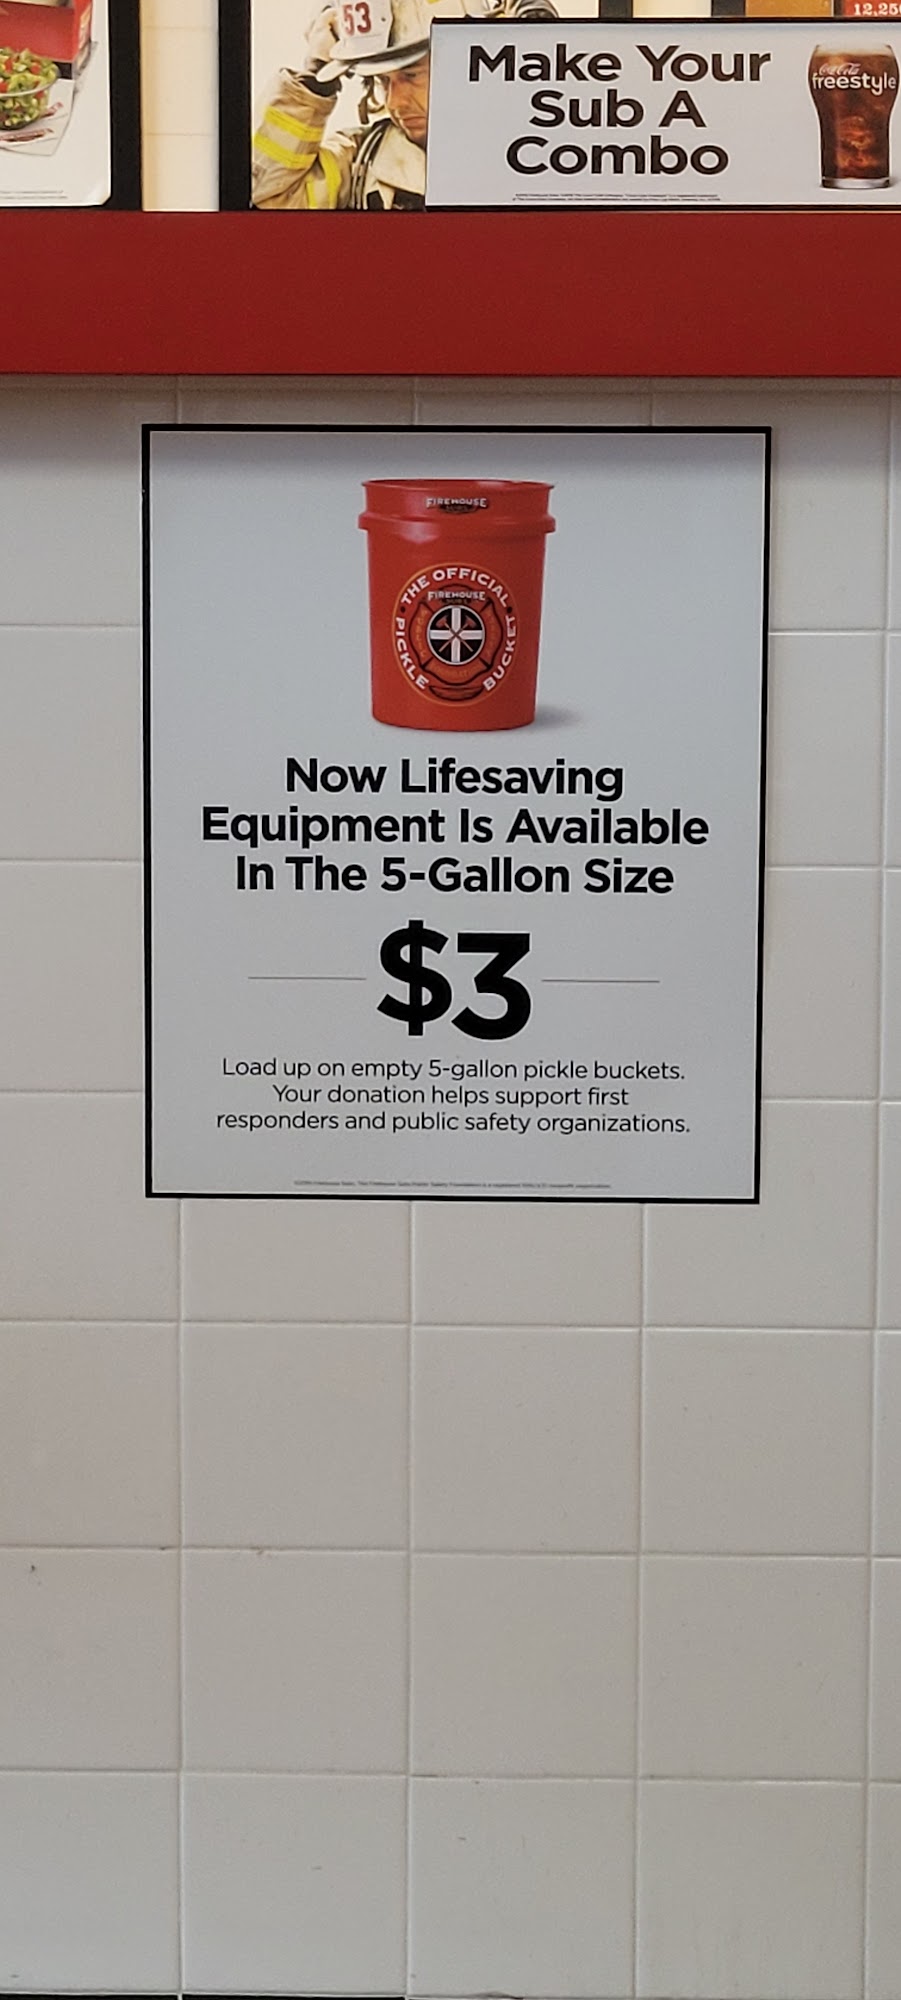 53
12,25
Make Your
Sub A
Combo
Coca-Cola
freestyle
FIREHOUSE
SUBS
THE OFFICIAL
FIREHOUSE
SUBS
PICKLE BUCKET
Now Lifesaving
Equipment Is Available
In The 5-Gallon Size
$3
Load up on empty 5-gallon pickle buckets.
Your donation helps support first
responders and public safety organizations.